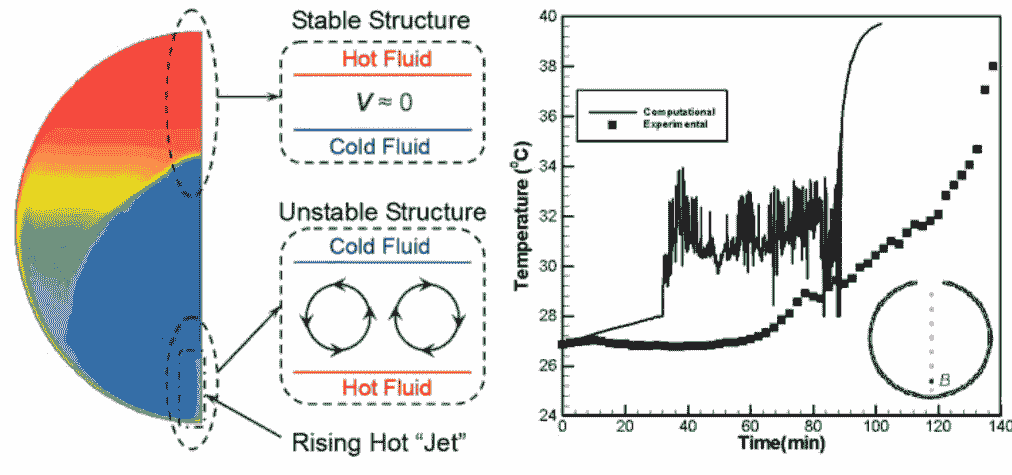 Stable Structure
Hot Fluid
V ≈ 0
Cold Fluid
Unstable Structure
Cold Fluid
Hot Fluid
Rising Hot “Jet”
40
38
36
34
32
30
28
26
24
Temperature (⁰C)
Computational
Experimental
B
0 20 40 60 80 100 120 140
Time(min)